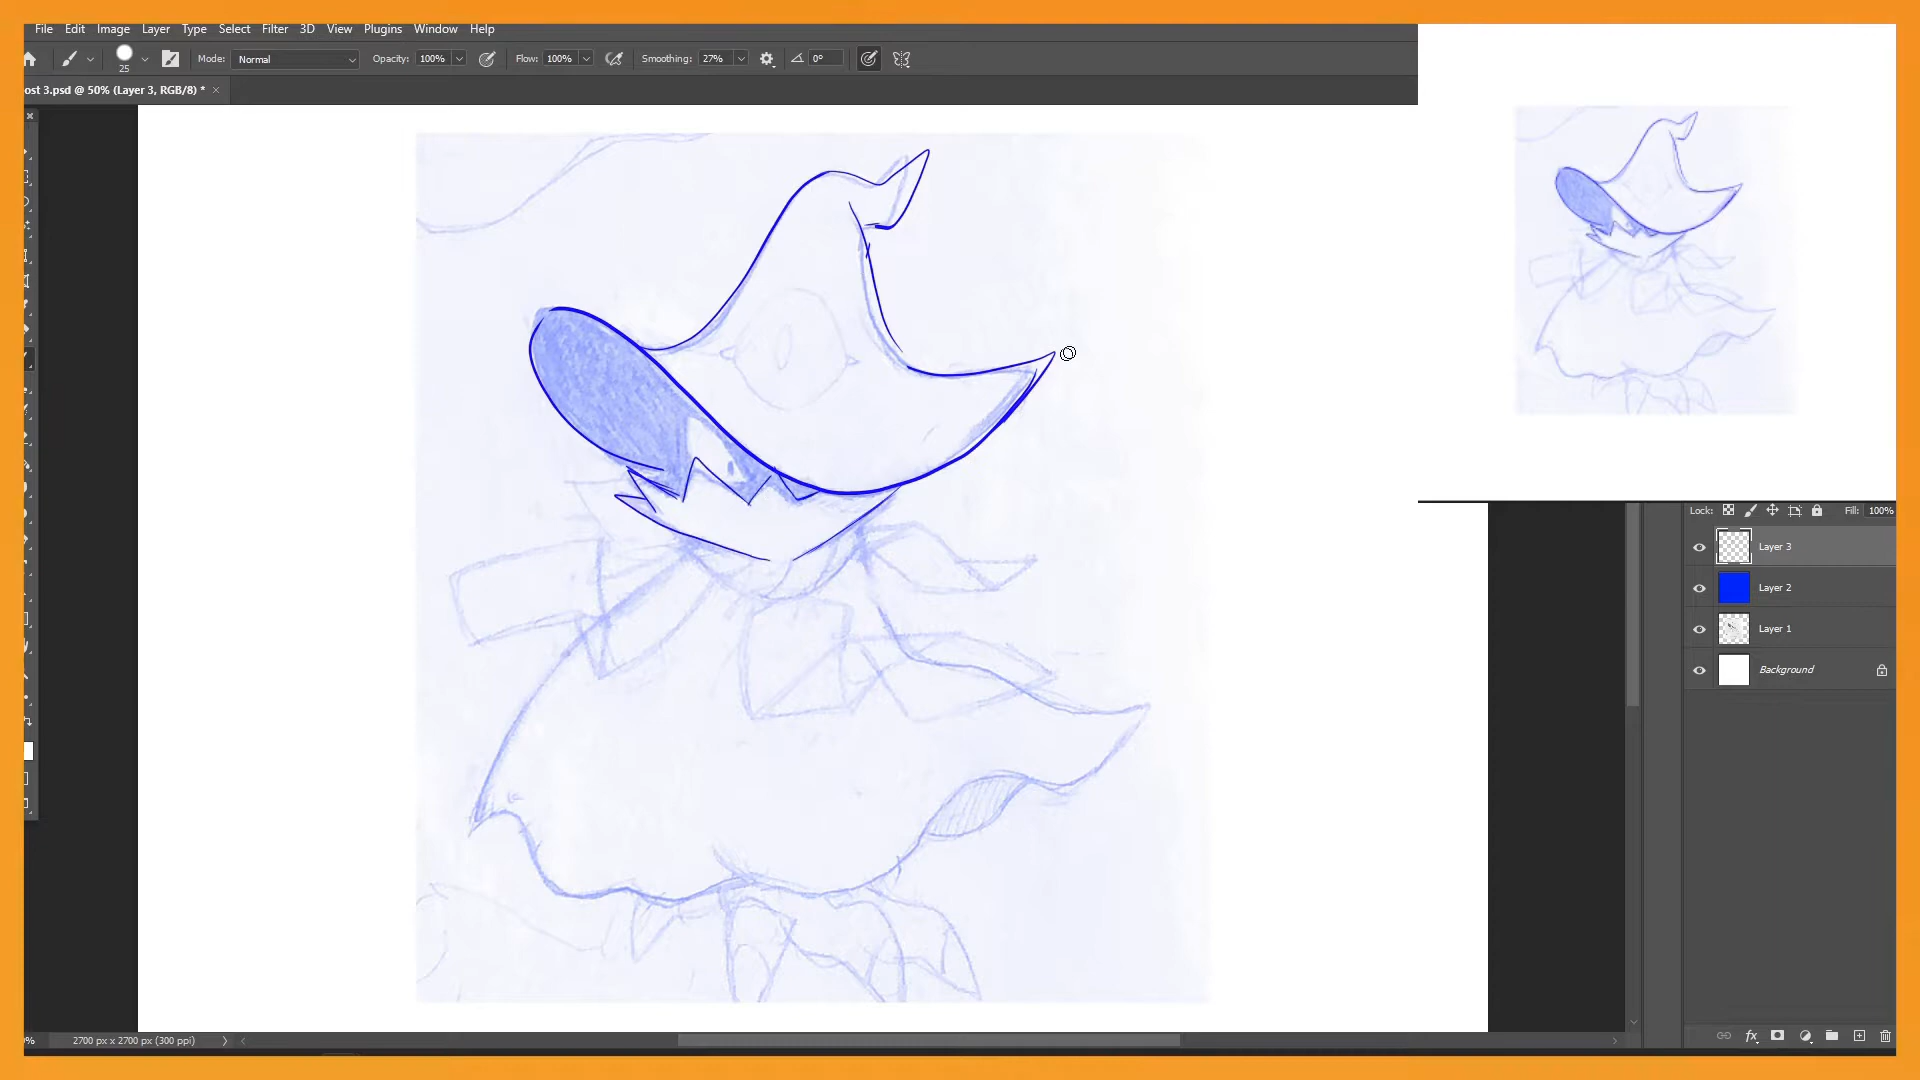 File Edit Image Layer Type Select Filter 3D View Plugins Window Help
25 Mode: Normal Opacity: 100% Flow: 100% Smoothing: 27% 0°
ost 3.psd @ 50% (Layer 3, RGB/8) * ×
Lock: Fill: 100%
Layer 3
Layer 2
Layer 1
Background
fx
% 2700 px x 2700 px (300 ppi)